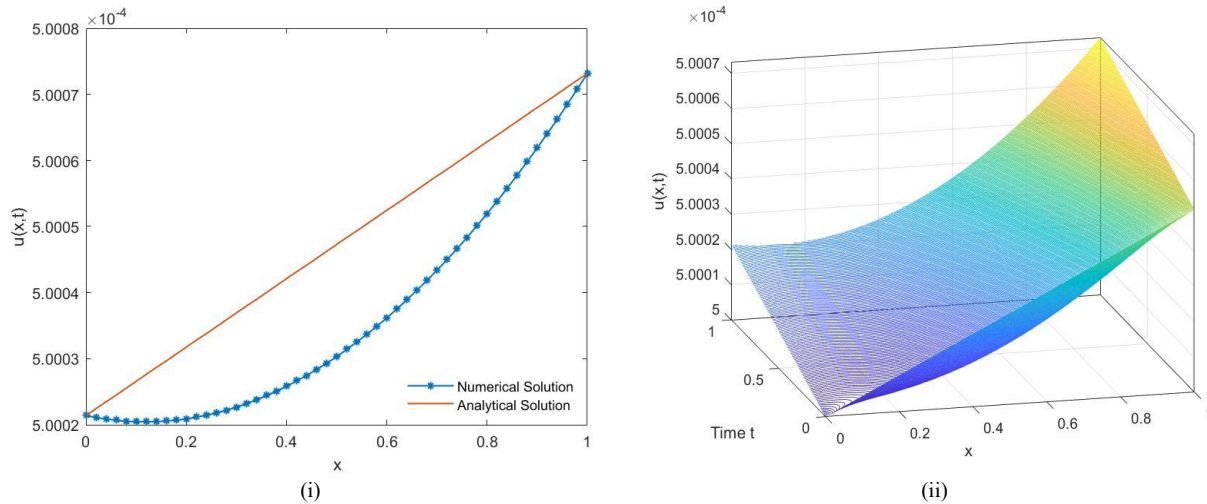 ×10⁻⁴
5.0008
5.0007
5.0006
5.0005
5.0004
5.0003
5.0002
u(x,t)
Numerical Solution
Analytical Solution
0 0.2 0.4 0.6 0.8 1
x
(i)
×10⁻⁴
5.0007
5.0006
5.0005
5.0004
5.0003
5.0002
5.0001
5
u(x,t)
1
0.5
0
Time t
0 0.2 0.4 0.6 0.8
x
(ii)